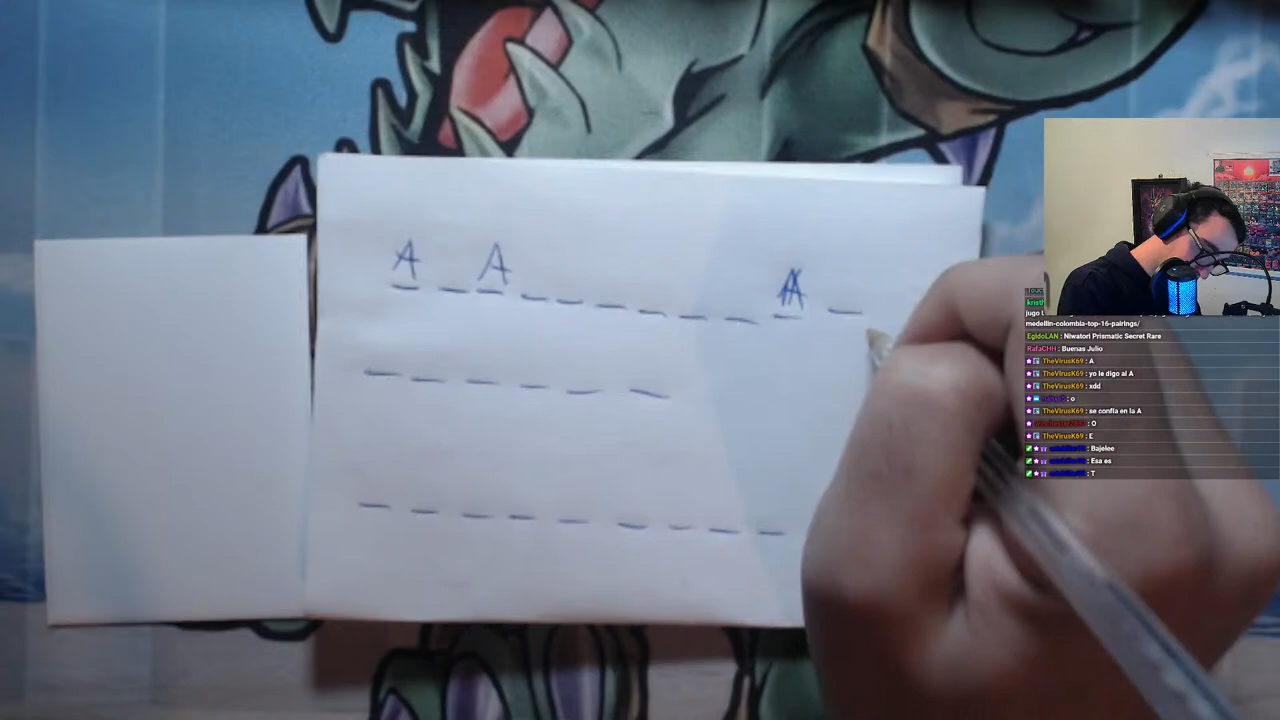 A _ A _ _ _ _ _ _ A _
_ _ _ _ _ _
_ _ _ _ _ _ _ _ _
jugo
medellin-colombia-top-16-pairings/
EgidoLAN : Niwatori Prismatic Secret Rare
RafaCHH : Buenas Julio
TheVirusK69 : A
TheVirusK69 : yo le digo al A
TheVirusK69 : xdd
: o
TheVirusK69 : se confia en la A
: O
TheVirusK69 : E
: Bajelee
: Esa es
: T